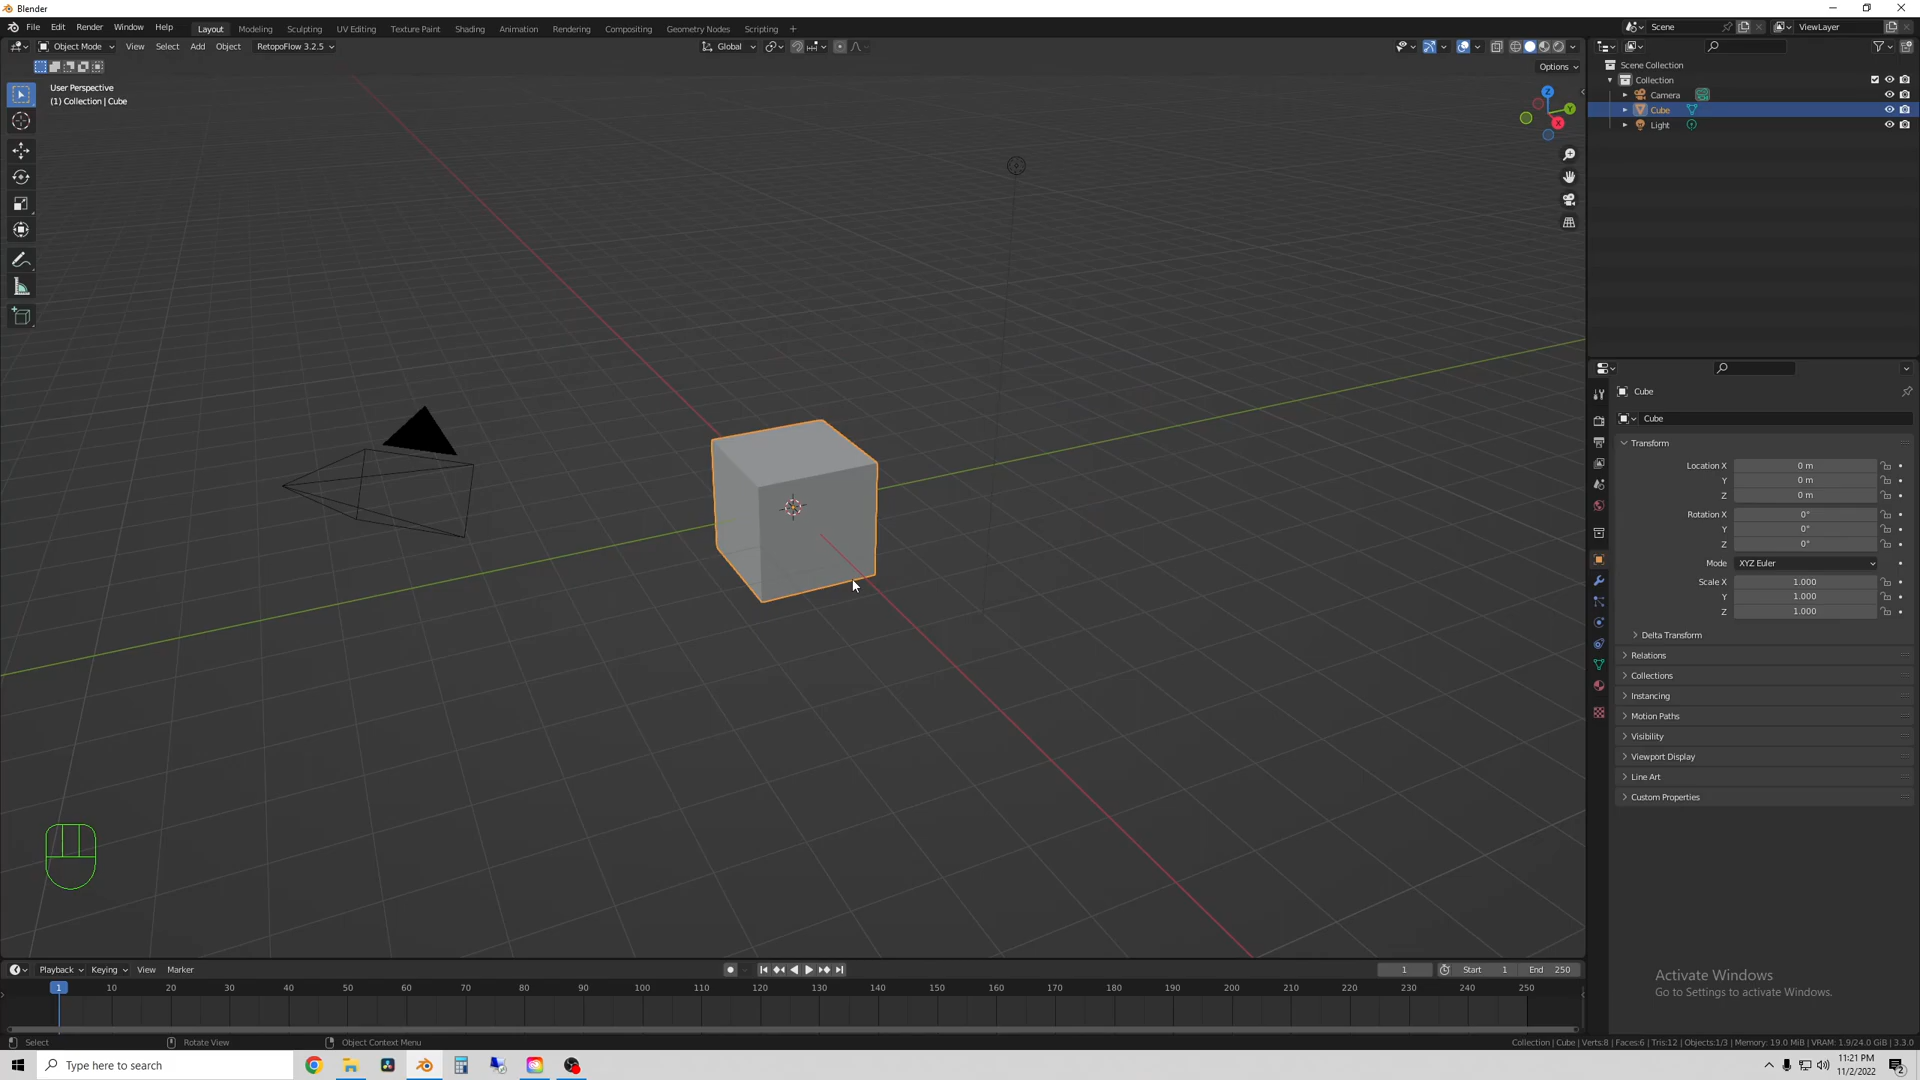 Blender
File Edit Render Window Help
Layout Modeling Sculpting UV Editing Texture Paint Shading Animation Rendering Compositing Geometry Nodes Scripting +
Scene
ViewLayer
Object Mode View Select Add Object RetopoFlow 3.2.5
Global
Options
User Perspective
(1) Collection | Cube
Z
Y
X
Scene Collection
Collection
Camera
Cube
Light
Cube
Cube
Transform
Location X 0 m
Y 0 m
Z 0 m
Rotation X 0°
Y 0°
Z 0°
Mode XYZ Euler
Scale X 1.000
Y 1.000
Z 1.000
Delta Transform
Relations
Collections
Instancing
Motion Paths
Visibility
Viewport Display
Line Art
Custom Properties
Activate Windows
Go to Settings to activate Windows.
Playback Keying View Marker
1 Start 1 End 250
1 10 20 30 40 50 60 70 80 90 100 110 120 130 140 150 160 170 180 190 200 210 220 230 240 250
Select Rotate View Object Context Menu
Collection | Cube | Verts:8 | Faces:6 | Tris:12 | Objects:1/3 | Memory: 19.0 MiB | VRAM: 1.9/24.0 GiB | 3.3.0
Type here to search
11:21 PM
11/2/2022
2